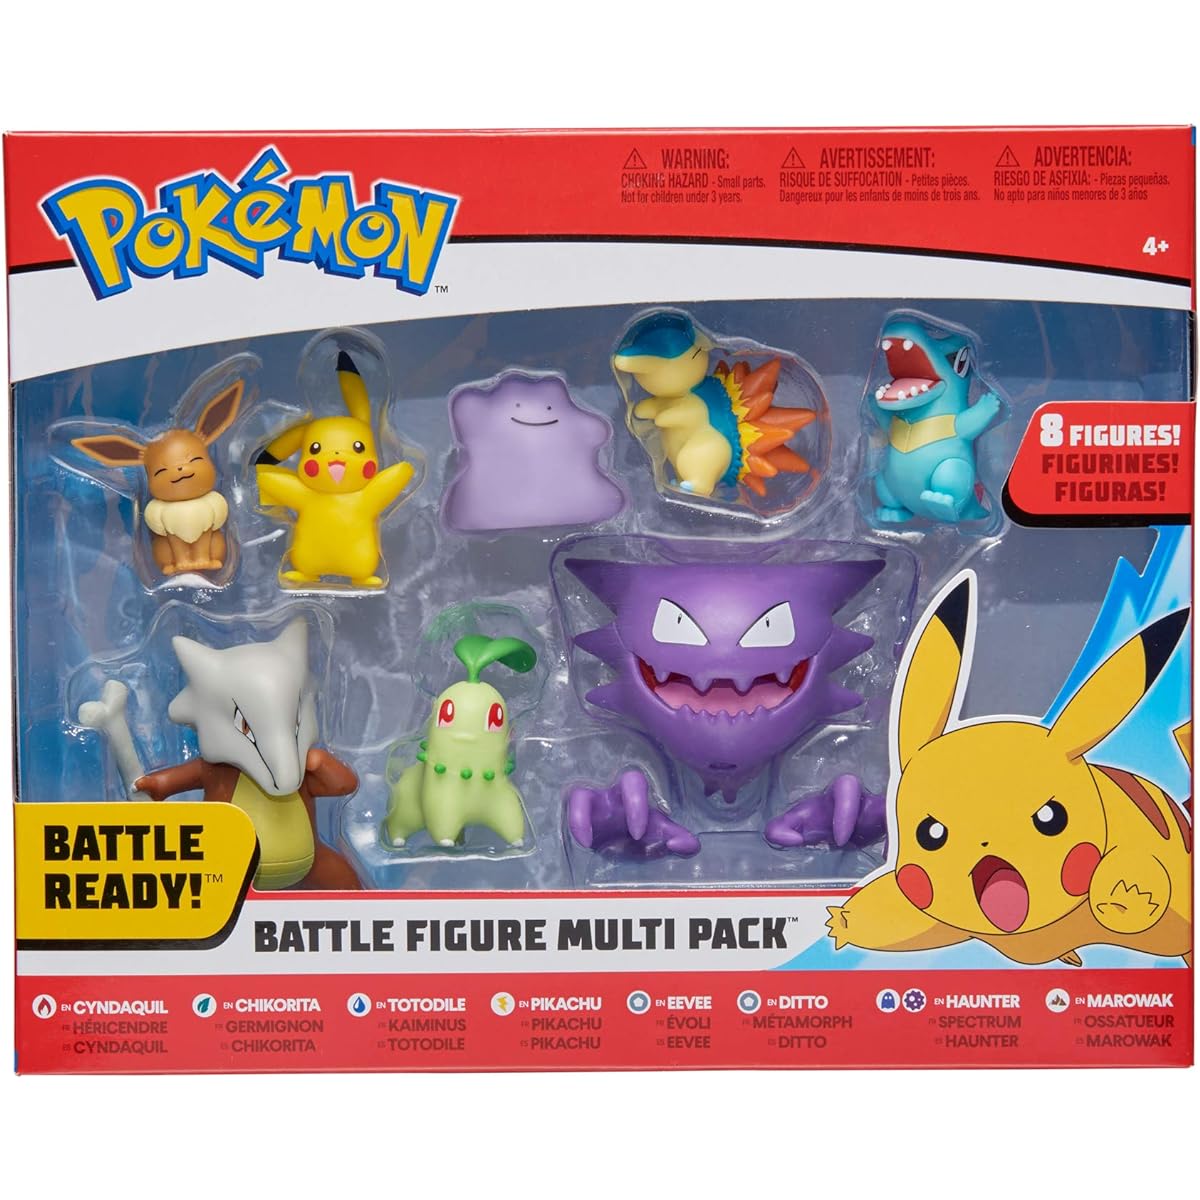 POKéMON™
WARNING:
CHOKING HAZARD - Small parts.
Not for children under 3 years.
AVERTISSEMENT:
RISQUE DE SUFFOCATION - Petites pièces.
Dangereux pour les enfants de moins de trois ans.
ADVERTENCIA:
RIESGO DE ASFIXIA: - Piezas pequeñas.
No apto para niños menores de 3 años
4+
8 FIGURES!
FIGURINES!
FIGURAS!
BATTLE
READY!™
BATTLE FIGURE MULTI PACK™
EN CYNDAQUIL
FR HÉRICENDRE
ES CYNDAQUIL
EN CHIKORITA
FR GERMIGNON
ES CHIKORITA
EN TOTODILE
FR KAIMINUS
ES TOTODILE
EN PIKACHU
FR PIKACHU
ES PIKACHU
EN EEVEE
FR ÉVOLI
ES EEVEE
EN DITTO
FR MÉTAMORPH
ES DITTO
EN HAUNTER
FR SPECTRUM
ES HAUNTER
EN MAROWAK
FR OSSATUEUR
ES MAROWAK